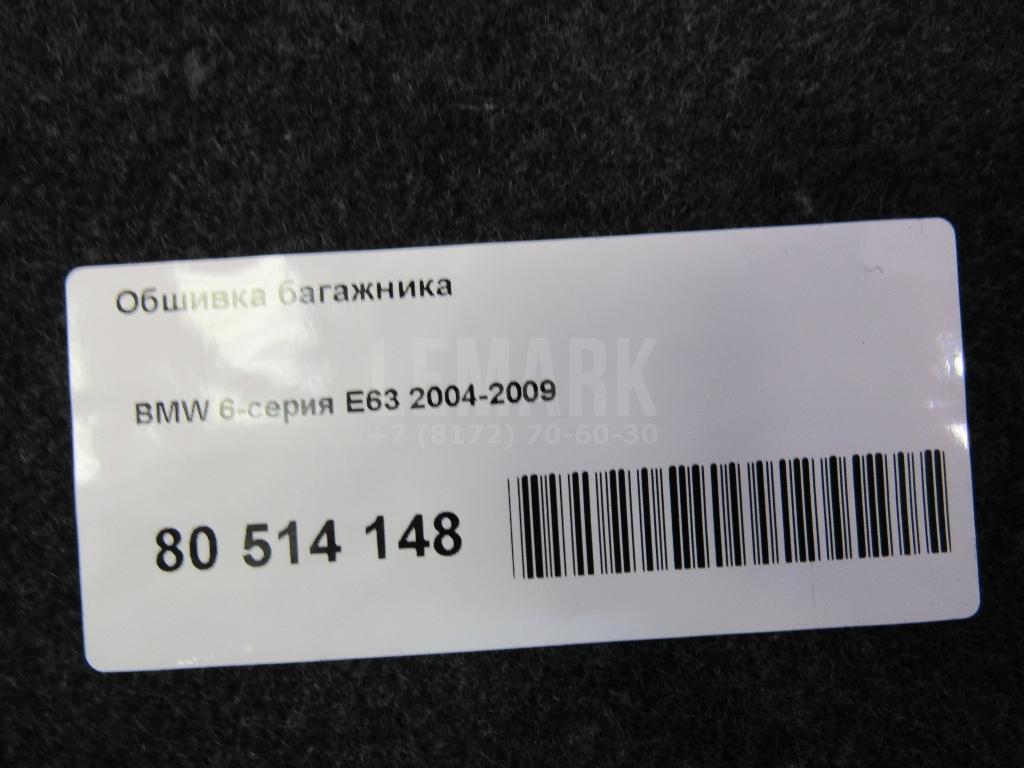 Обшивка багажника
LEMARK
BMW 6-серия E63 2004-2009
+7 (8172) 70-60-30
80 514 148